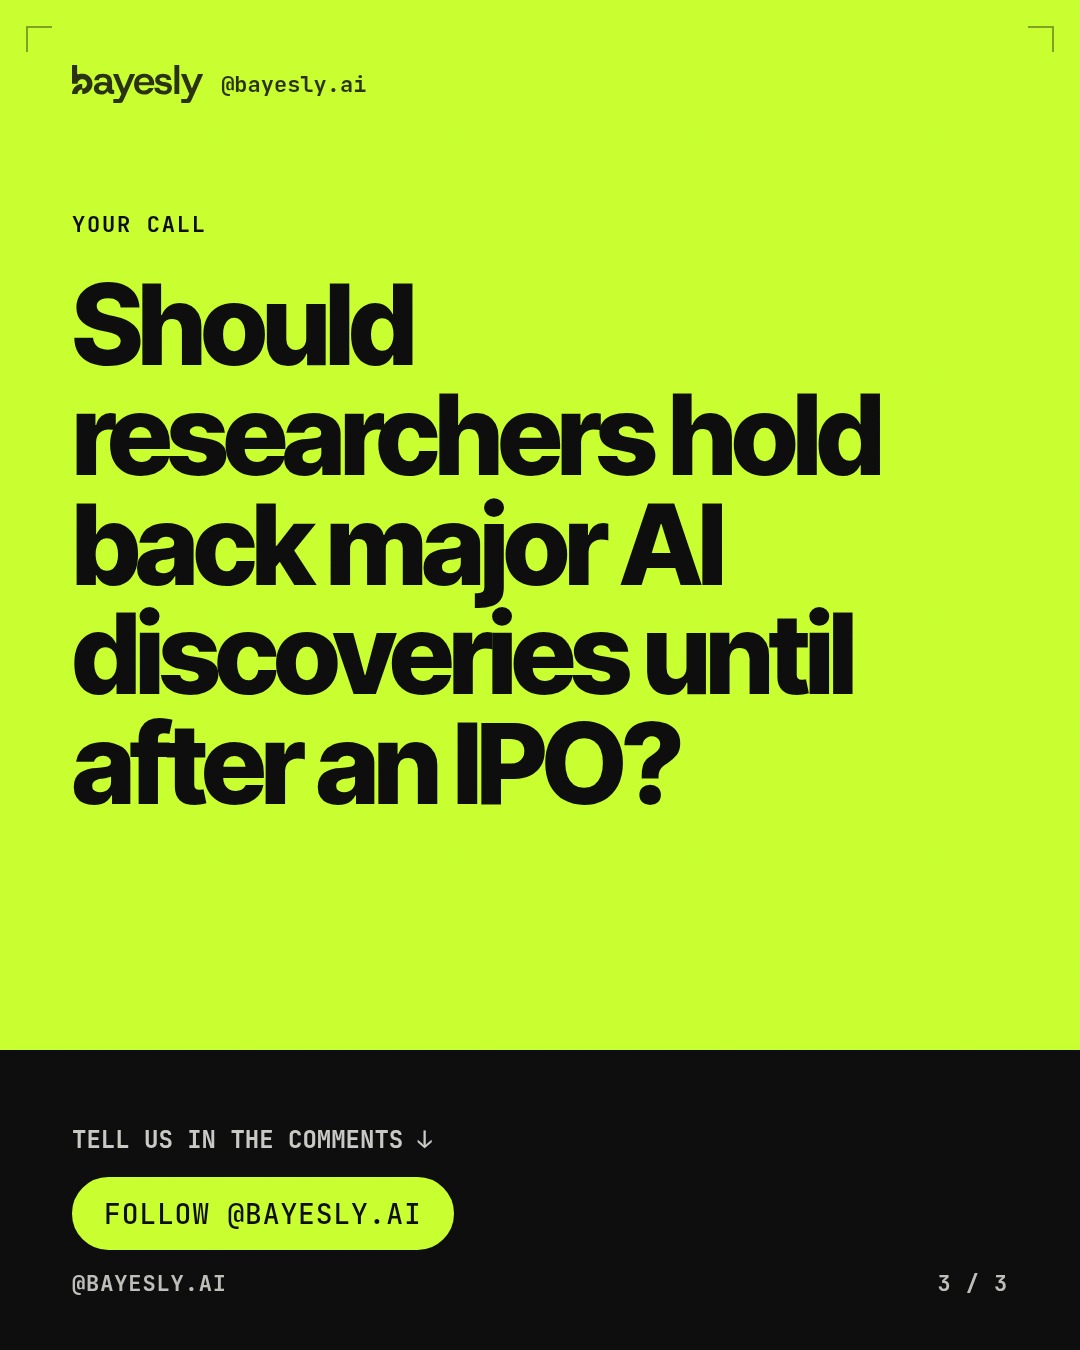 bayesly @bayesly.ai
YOUR CALL
Should
researchers hold
back major AI
discoveries until
after an IPO?
TELL US IN THE COMMENTS ↓
FOLLOW @BAYESLY.AI
@BAYESLY.AI
3 / 3